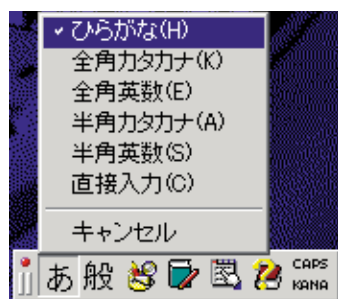 ひらがな(H)
全角カタカナ(K)
全角英数(E)
半角カタカナ(A)
半角英数(S)
直接入力(C)
キャンセル
あ 般 CAPS
KANA